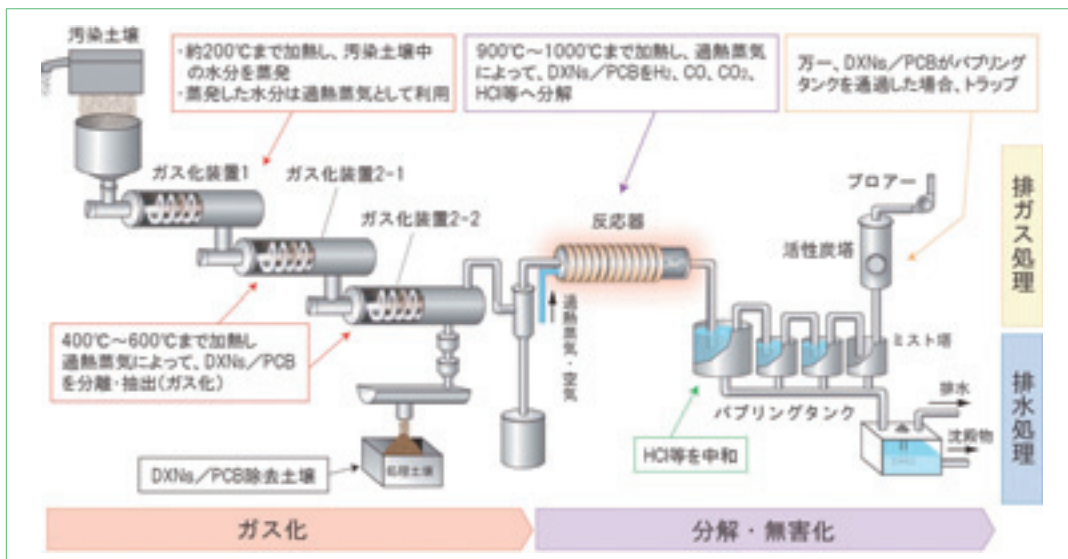 汚染土壌
・約200℃まで加熱し、汚染土壌中
の水分を蒸発
・蒸発した水分は過熱蒸気として利用
900℃～1000℃まで加熱し、過熱蒸気
によって、DXNs／PCBをH₂、CO、CO₂、
HCl等へ分解
万一、DXNs／PCBがバブリング
タンクを通過した場合、トラップ
ガス化装置1
ガス化装置2-1
ガス化装置2-2
反応器
ブロアー
活性炭塔
排ガス処理
400℃～600℃まで加熱し
過熱蒸気によって、DXNs／PCB
を分離・抽出(ガス化)
過熱蒸気・空気
ミスト塔
バブリングタンク
排水
沈殿物
排水処理
HCl等を中和
DXNs／PCB除去土壌
処理土壌
ガス化
分解・無害化